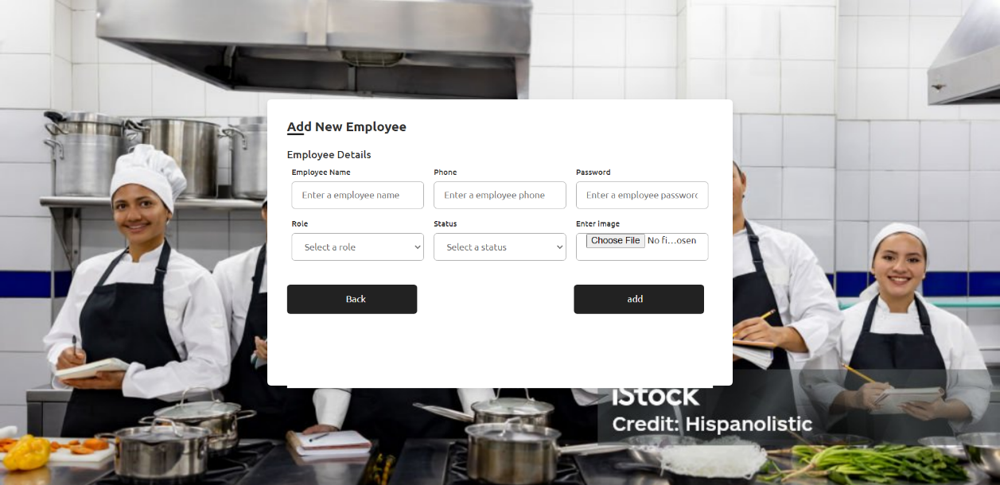 Add New Employee
Employee Details
Employee Name Phone Password
Enter a employee name Enter a employee phone Enter a employee passworc
Role Status Enter image
Select a role Select a status Choose File No fi...osen
Back add
iStock
Credit: Hispanolistic